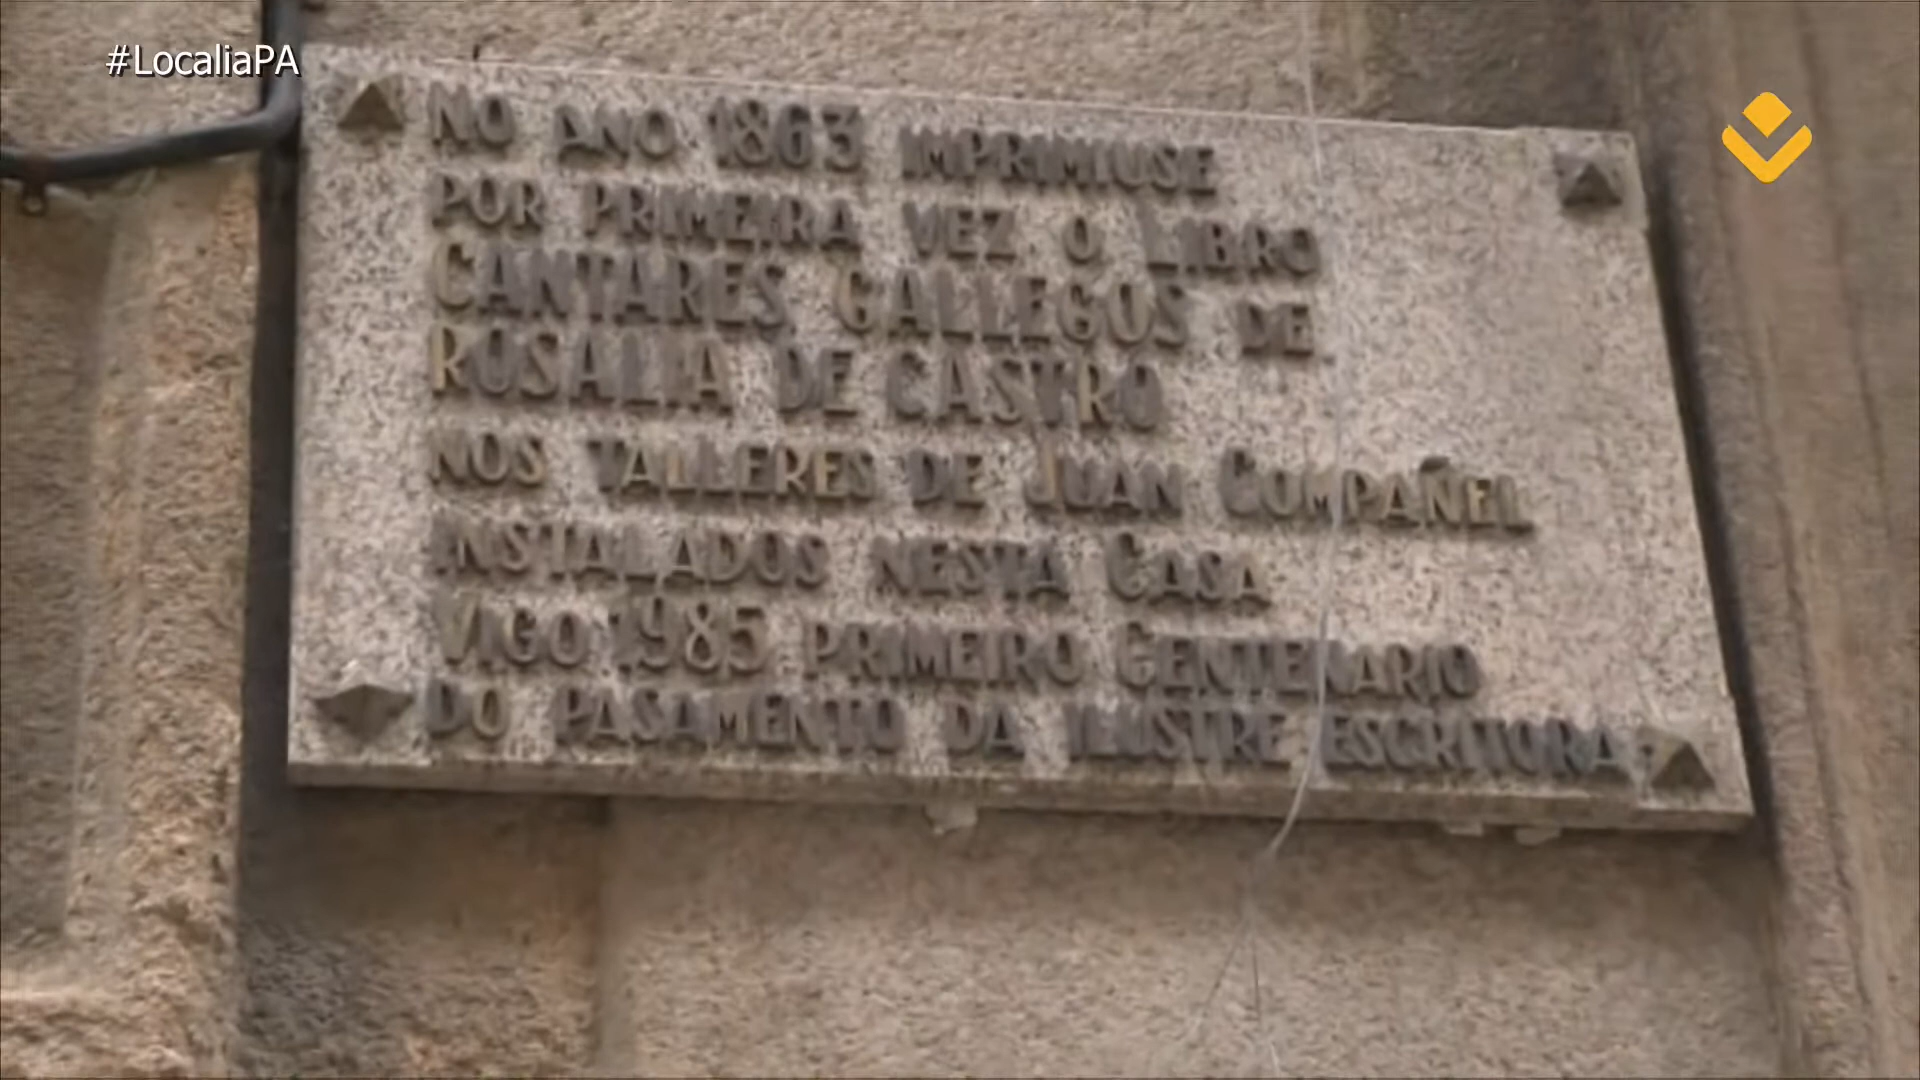 #LocaliaPA
NO ANO 1863 IMPRIMIUSE
POR PRIMEIRA VEZ O LIBRO
CANTARES GALLEGOS DE
ROSALIA DE CASTRO
NOS TALLERES DE JUAN COMPAÑEL
INSTALADOS NESTA CASA
VIGO 1985 PRIMEIRO CENTENARIO
DO PASAMENTO DA ILUSTRE ESCRITORA